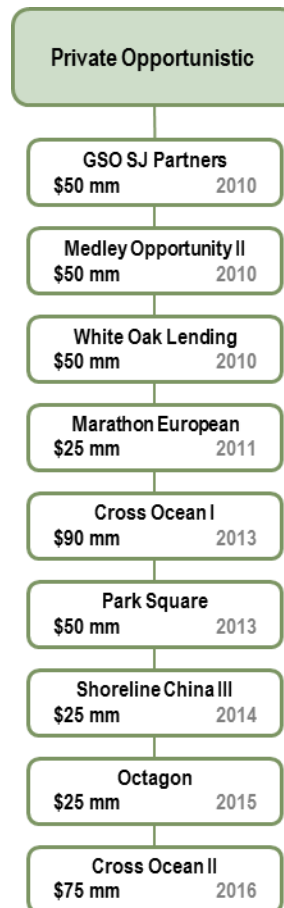 Private Opportunistic
GSO SJ Partners
$50 mm 2010
Medley Opportunity II
$50 mm 2010
White Oak Lending
$50 mm 2010
Marathon European
$25 mm 2011
Cross Ocean I
$90 mm 2013
Park Square
$50 mm 2013
Shoreline China III
$25 mm 2014
Octagon
$25 mm 2015
Cross Ocean II
$75 mm 2016